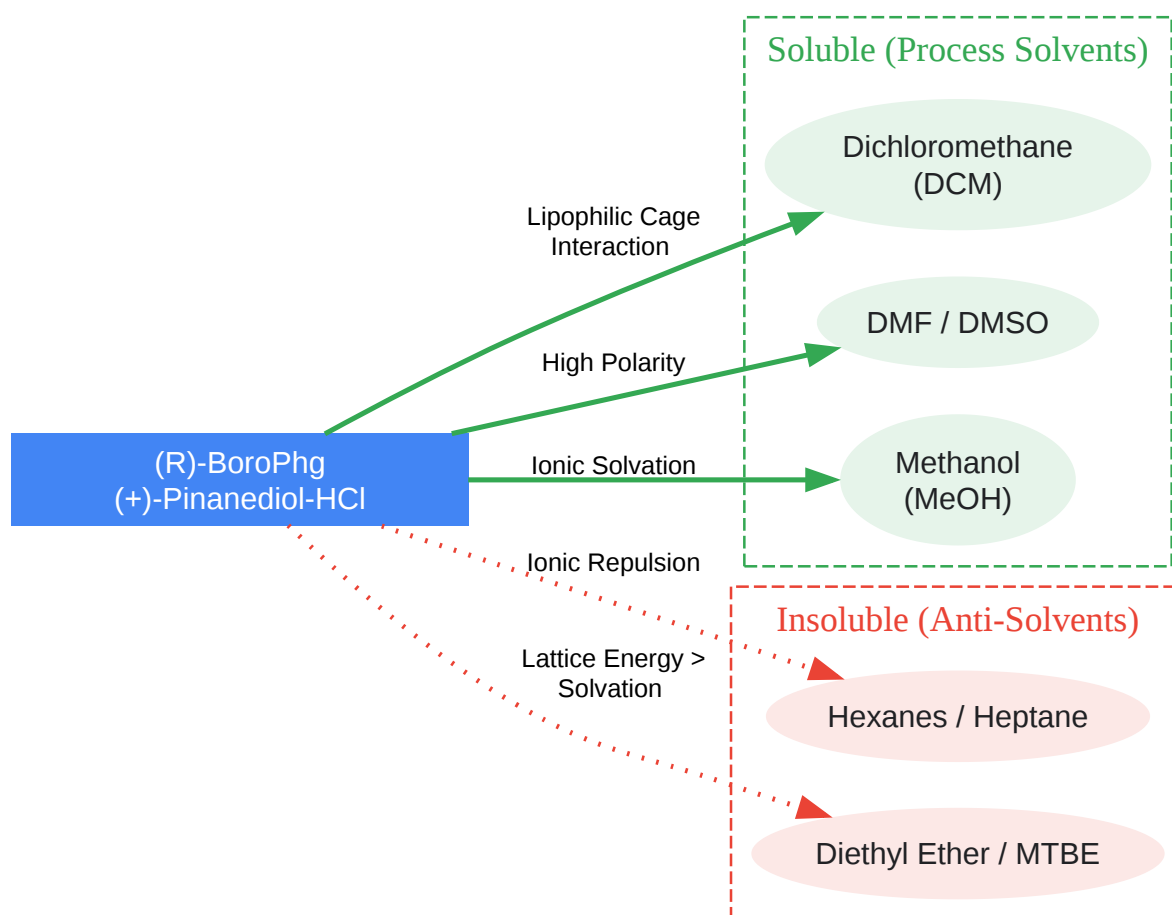 Soluble (Process Solvents)
Dichloromethane
(DCM)
Lipophilic Cage
Interaction
DMF / DMSO
High Polarity
(R)-BoroPhg
(+)-Pinanediol-HCl
Ionic Solvation
Methanol
(MeOH)
Ionic Repulsion
Insoluble (Anti-Solvents)
Lattice Energy >
Solvation
Hexanes / Heptane
Diethyl Ether / MTBE